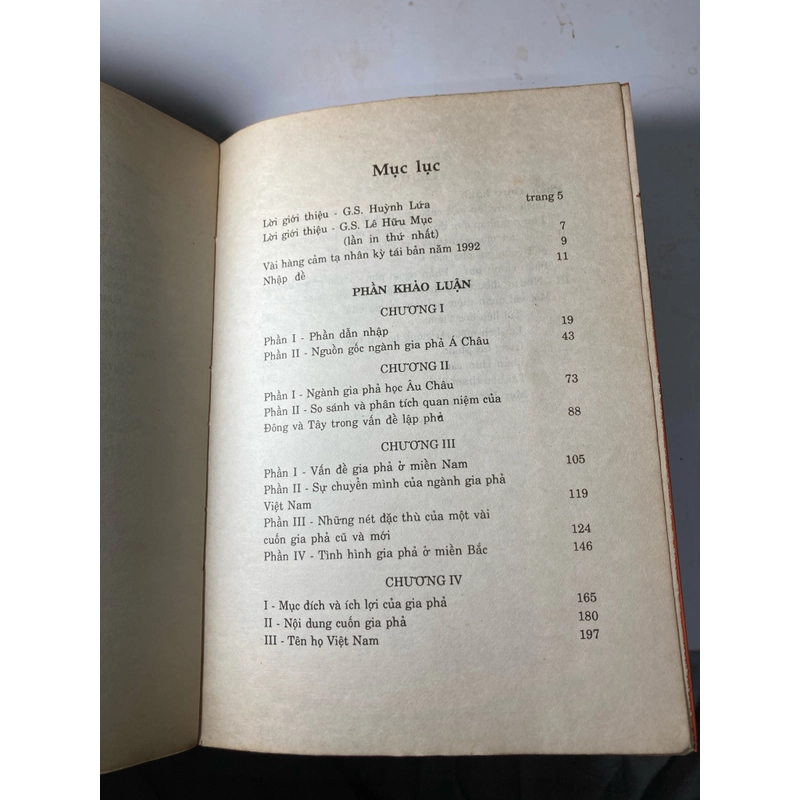 Mục lục
Lời giới thiệu - G.S. Huỳnh Lứa trang 5
Lời giới thiệu - G.S. Lê Hữu Mục
(lần in thứ nhất) 7
Vài hàng cảm tạ nhân kỳ tái bản năm 1992 9
Nhập đề 11
PHẦN KHẢO LUẬN
CHƯƠNG I
Phần I - Phần dẫn nhập 19
Phần II - Nguồn gốc ngành gia phả Á Châu 43
CHƯƠNG II
Phần I - Ngành gia phả học Âu Châu 73
Phần II - So sánh và phân tích quan niệm của
Đông và Tây trong vấn đề lập phả 88
CHƯƠNG III
Phần I - Vấn đề gia phả ở miền Nam 105
Phần II - Sự chuyển mình của ngành gia phả
Việt Nam 119
Phần III - Những nét đặc thù của một vài
cuốn gia phả cũ và mới 124
Phần IV - Tình hình gia phả ở miền Bắc 146
CHƯƠNG IV
I - Mục đích và ích lợi của gia phả 165
II - Nội dung cuốn gia phả 180
III - Tên họ Việt Nam 197